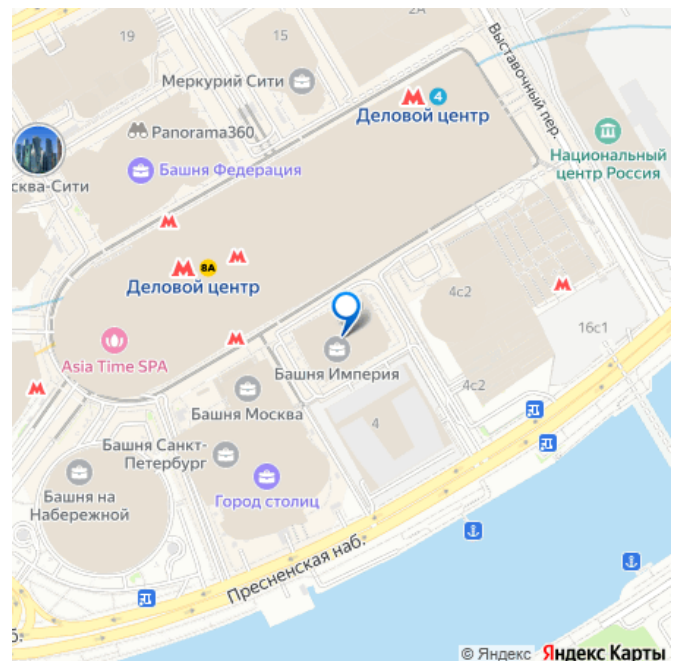 2А
19
15
Выставочный пер.
Меркурий Сити
4
Деловой центр
Panorama360
Национальный
центр Россия
Башня Федерация
сква-Сити
8А
Деловой центр
4с2
16с1
Asia Time SPA
Башня Империя
4с2
Башня Москва
4
Башня Санкт-
Петербург
Башня на
Набережной
Город столиц
Пресненская наб.
б:
© Яндекс Яндекс Карты